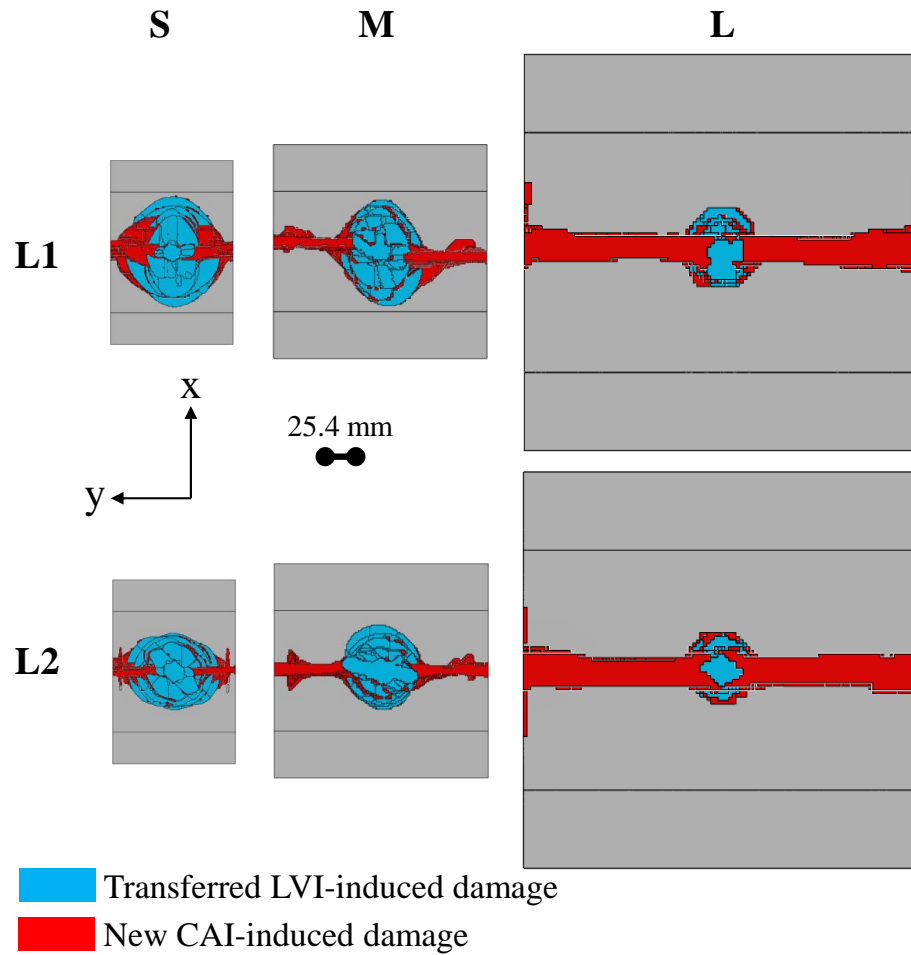 S M L
L1
x
25.4 mm
y
L2
Transferred LVI-induced damage
New CAI-induced damage